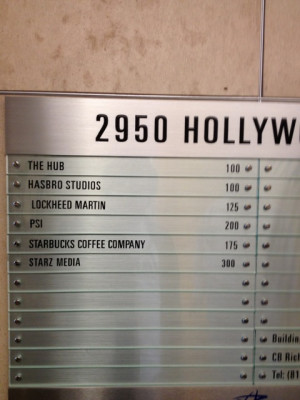 2950 HOLLYW
THE HUB 100
HASBRO STUDIOS 100
LOCKHEED MARTIN 125
PSI 200
STARBUCKS COFFEE COMPANY 175
STARZ MEDIA 300
Buildin
CB Rich
Tel: (81